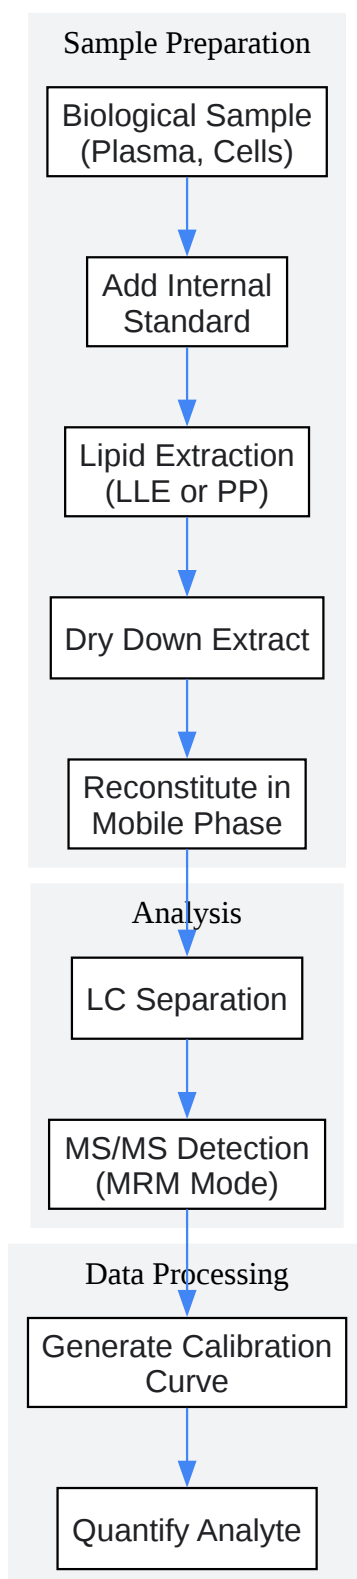 Sample Preparation
Biological Sample
(Plasma, Cells)
Add Internal
Standard
Lipid Extraction
(LLE or PP)
Dry Down Extract
Reconstitute in
Mobile Phase
Analysis
LC Separation
MS/MS Detection
(MRM Mode)
Data Processing
Generate Calibration
Curve
Quantify Analyte